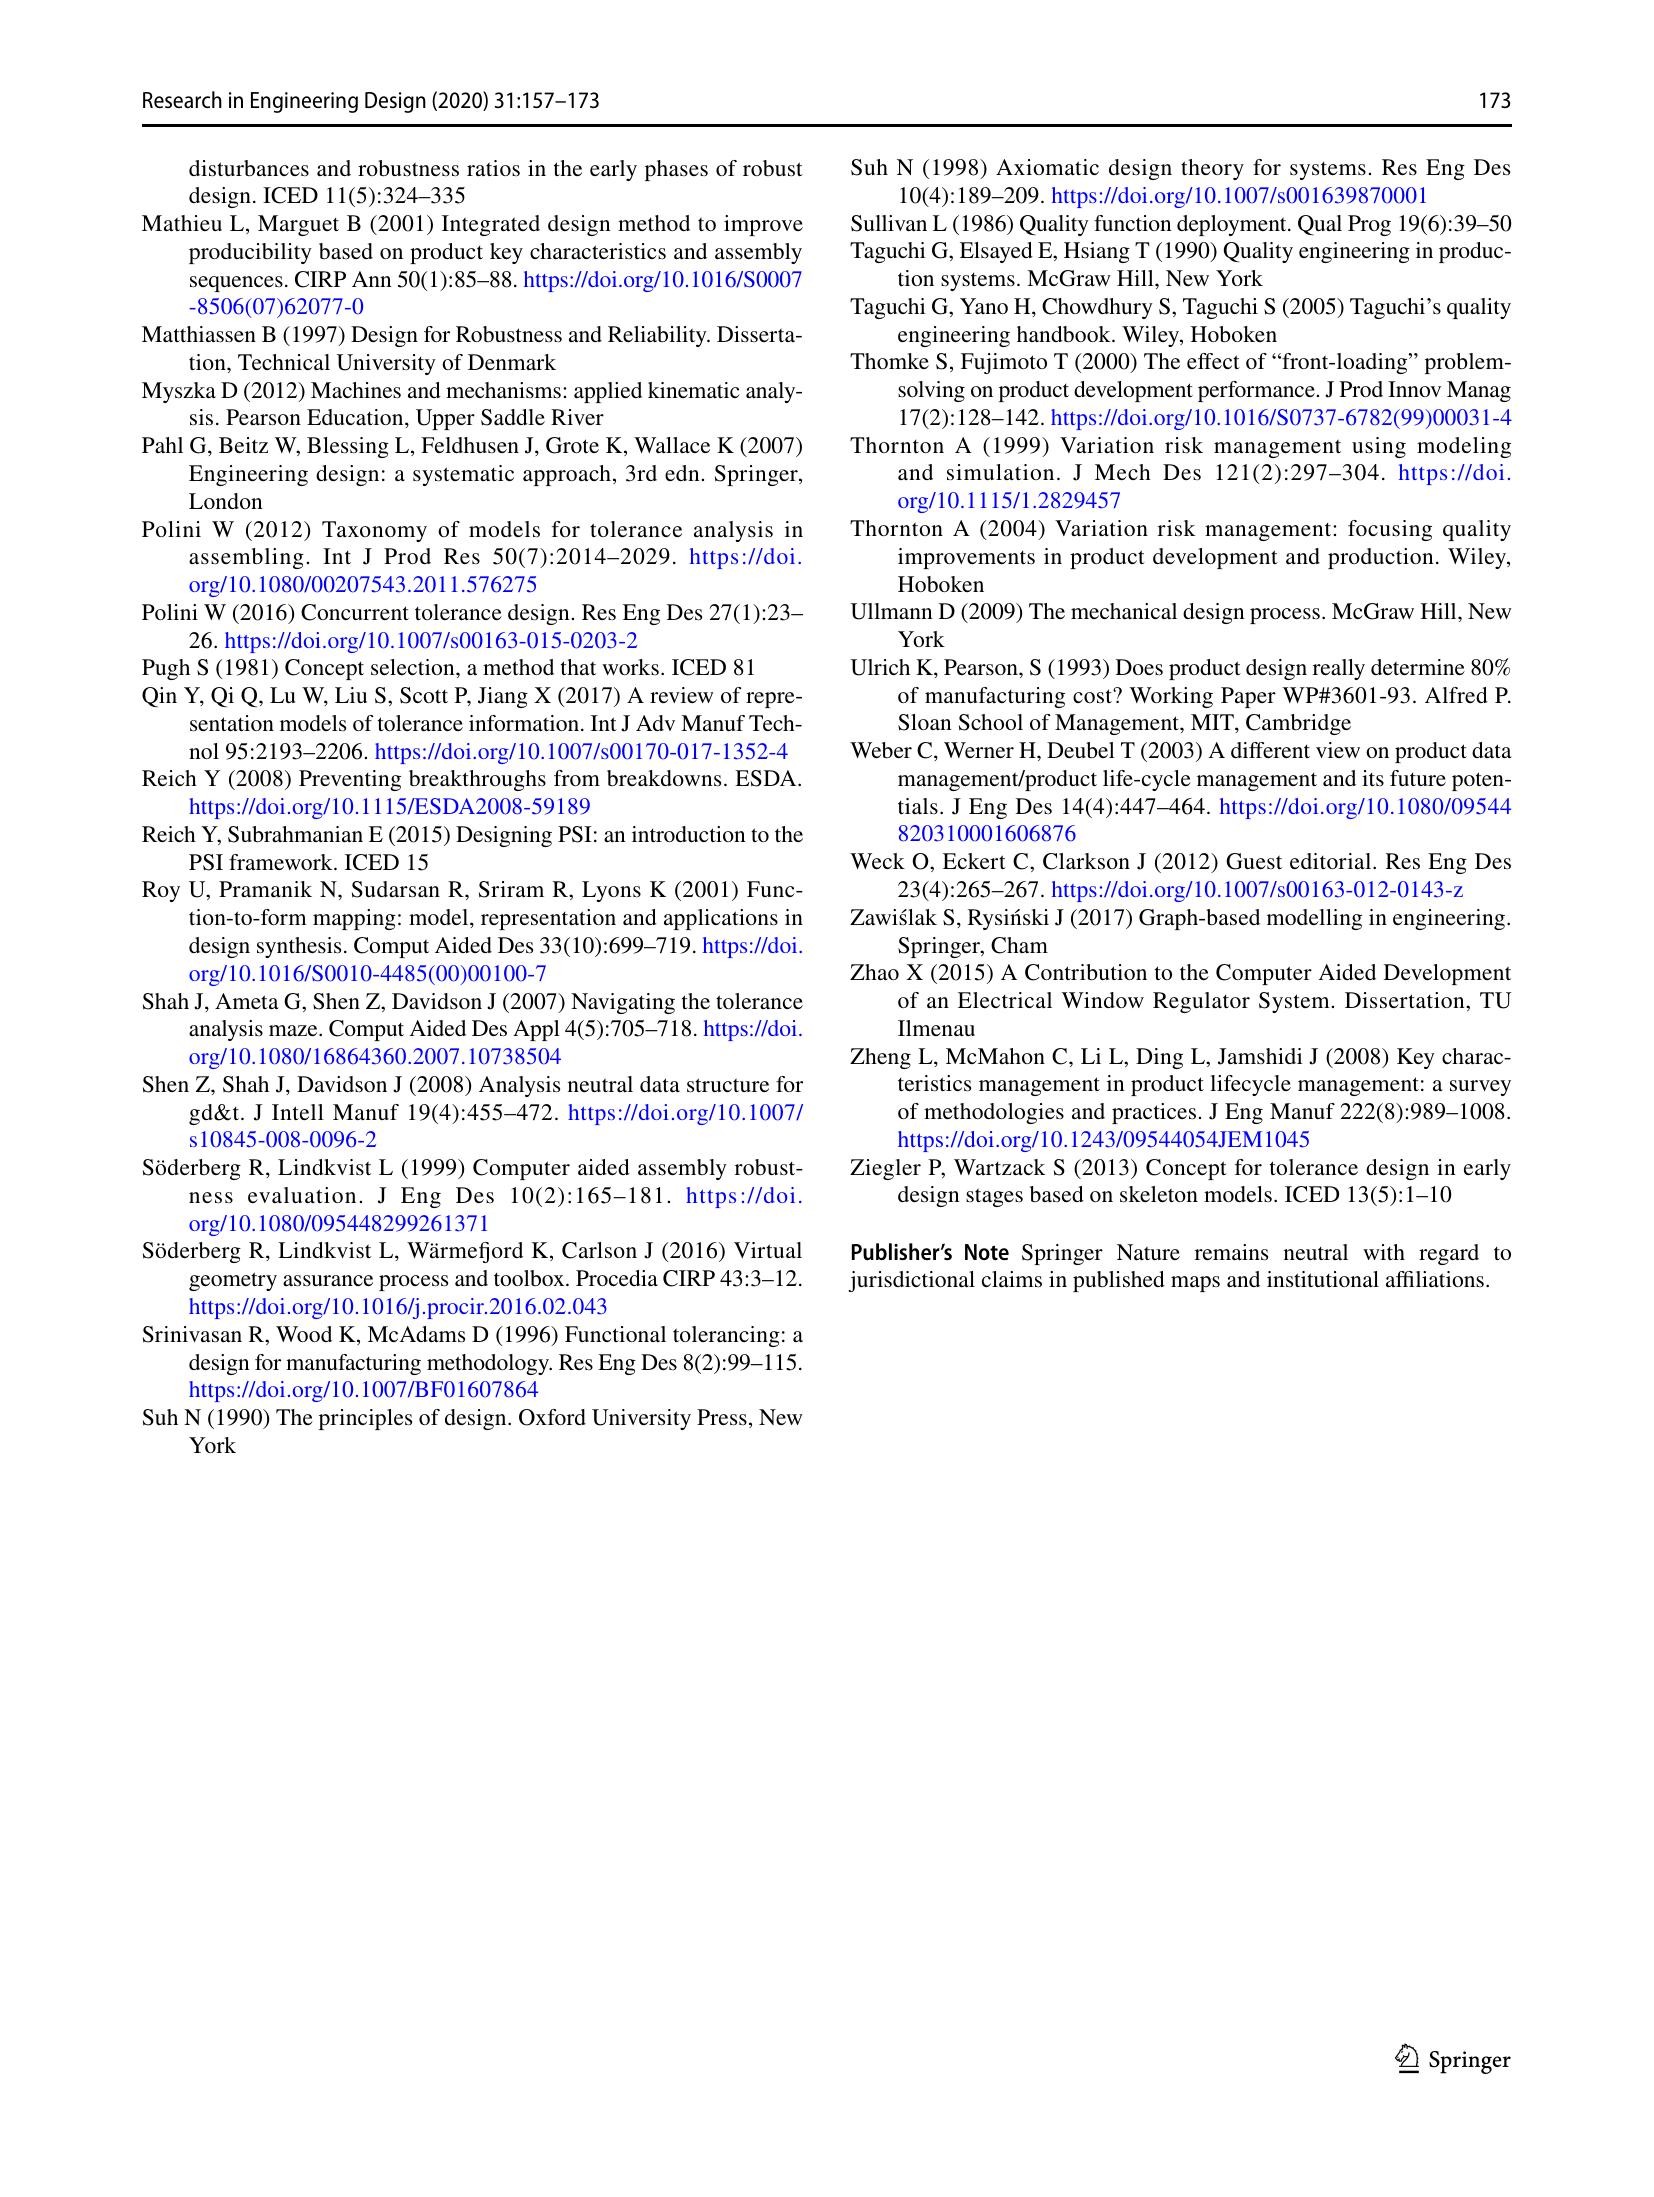 Research in Engineering Design (2020) 31:157–173
173
disturbances and robustness ratios in the early phases of robust
design. ICED 11(5):324–335
Mathieu L, Marguet B (2001) Integrated design method to improve
producibility based on product key characteristics and assembly
sequences. CIRP Ann 50(1):85–88. https://doi.org/10.1016/S0007
-8506(07)62077-0
Matthiassen B (1997) Design for Robustness and Reliability. Disserta-
tion, Technical University of Denmark
Myszka D (2012) Machines and mechanisms: applied kinematic analy-
sis. Pearson Education, Upper Saddle River
Pahl G, Beitz W, Blessing L, Feldhusen J, Grote K, Wallace K (2007)
Engineering design: a systematic approach, 3rd edn. Springer,
London
Polini W (2012) Taxonomy of models for tolerance analysis in
assembling. Int J Prod Res 50(7):2014–2029. https://doi.
org/10.1080/00207543.2011.576275
Polini W (2016) Concurrent tolerance design. Res Eng Des 27(1):23–
26. https://doi.org/10.1007/s00163-015-0203-2
Pugh S (1981) Concept selection, a method that works. ICED 81
Qin Y, Qi Q, Lu W, Liu S, Scott P, Jiang X (2017) A review of repre-
sentation models of tolerance information. Int J Adv Manuf Tech-
nol 95:2193–2206. https://doi.org/10.1007/s00170-017-1352-4
Reich Y (2008) Preventing breakthroughs from breakdowns. ESDA.
https://doi.org/10.1115/ESDA2008-59189
Reich Y, Subrahmanian E (2015) Designing PSI: an introduction to the
PSI framework. ICED 15
Roy U, Pramanik N, Sudarsan R, Sriram R, Lyons K (2001) Func-
tion-to-form mapping: model, representation and applications in
design synthesis. Comput Aided Des 33(10):699–719. https://doi.
org/10.1016/S0010-4485(00)00100-7
Shah J, Ameta G, Shen Z, Davidson J (2007) Navigating the tolerance
analysis maze. Comput Aided Des Appl 4(5):705–718. https://doi.
org/10.1080/16864360.2007.10738504
Shen Z, Shah J, Davidson J (2008) Analysis neutral data structure for
gd&t. J Intell Manuf 19(4):455–472. https://doi.org/10.1007/
s10845-008-0096-2
Söderberg R, Lindkvist L (1999) Computer aided assembly robust-
ness evaluation. J Eng Des 10(2):165–181. https://doi.
org/10.1080/095448299261371
Söderberg R, Lindkvist L, Wärmefjord K, Carlson J (2016) Virtual
geometry assurance process and toolbox. Procedia CIRP 43:3–12.
https://doi.org/10.1016/j.procir.2016.02.043
Srinivasan R, Wood K, McAdams D (1996) Functional tolerancing: a
design for manufacturing methodology. Res Eng Des 8(2):99–115.
https://doi.org/10.1007/BF01607864
Suh N (1990) The principles of design. Oxford University Press, New
York
Suh N (1998) Axiomatic design theory for systems. Res Eng Des
10(4):189–209. https://doi.org/10.1007/s001639870001
Sullivan L (1986) Quality function deployment. Qual Prog 19(6):39–50
Taguchi G, Elsayed E, Hsiang T (1990) Quality engineering in produc-
tion systems. McGraw Hill, New York
Taguchi G, Yano H, Chowdhury S, Taguchi S (2005) Taguchi’s quality
engineering handbook. Wiley, Hoboken
Thomke S, Fujimoto T (2000) The effect of “front-loading” problem-
solving on product development performance. J Prod Innov Manag
17(2):128–142. https://doi.org/10.1016/S0737-6782(99)00031-4
Thornton A (1999) Variation risk management using modeling
and simulation. J Mech Des 121(2):297–304. https://doi.
org/10.1115/1.2829457
Thornton A (2004) Variation risk management: focusing quality
improvements in product development and production. Wiley,
Hoboken
Ullmann D (2009) The mechanical design process. McGraw Hill, New
York
Ulrich K, Pearson, S (1993) Does product design really determine 80%
of manufacturing cost? Working Paper WP#3601-93. Alfred P.
Sloan School of Management, MIT, Cambridge
Weber C, Werner H, Deubel T (2003) A different view on product data
management/product life-cycle management and its future poten-
tials. J Eng Des 14(4):447–464. https://doi.org/10.1080/09544
820310001606876
Weck O, Eckert C, Clarkson J (2012) Guest editorial. Res Eng Des
23(4):265–267. https://doi.org/10.1007/s00163-012-0143-z
Zawiślak S, Rysiński J (2017) Graph-based modelling in engineering.
Springer, Cham
Zhao X (2015) A Contribution to the Computer Aided Development
of an Electrical Window Regulator System. Dissertation, TU
Ilmenau
Zheng L, McMahon C, Li L, Ding L, Jamshidi J (2008) Key charac-
teristics management in product lifecycle management: a survey
of methodologies and practices. J Eng Manuf 222(8):989–1008.
https://doi.org/10.1243/09544054JEM1045
Ziegler P, Wartzack S (2013) Concept for tolerance design in early
design stages based on skeleton models. ICED 13(5):1–10
Publisher’s Note Springer Nature remains neutral with regard to
jurisdictional claims in published maps and institutional affiliations.
Springer